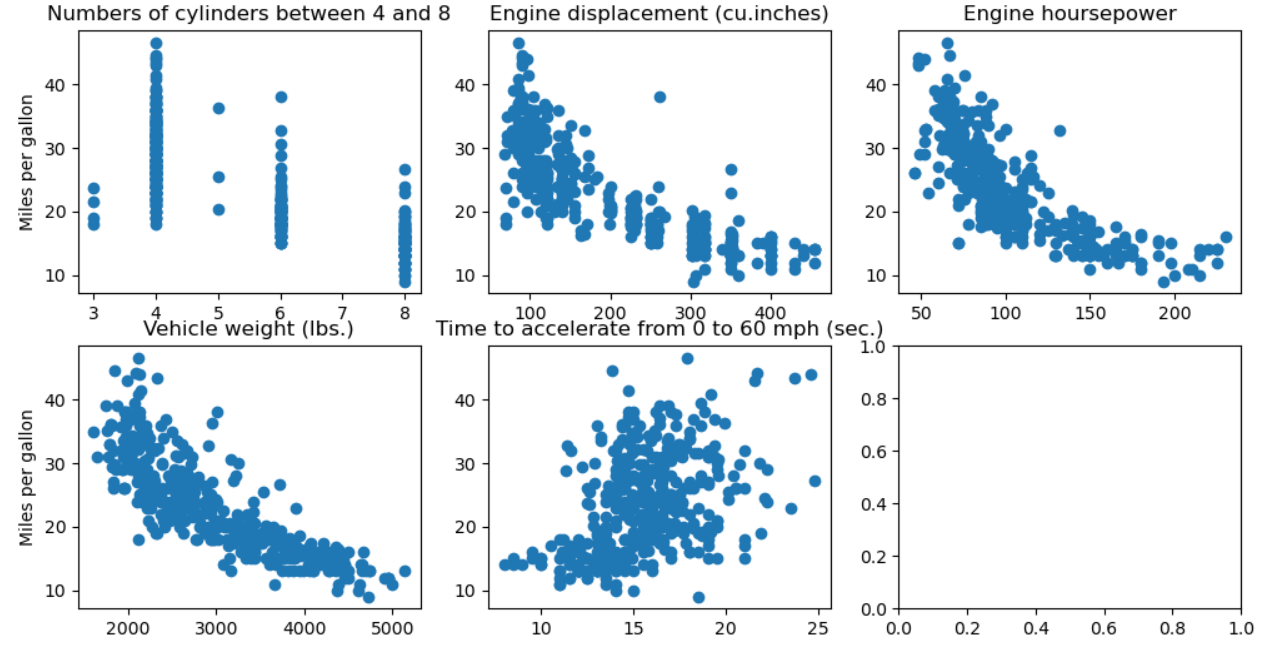 Numbers of cylinders between 4 and 8
Engine displacement (cu.inches)
Engine hoursepower
Miles per gallon
40
30
20
10
3 4 5 6 7 8
40
30
20
10
100 200 300 400
40
30
20
10
50 100 150 200
Vehicle weight (lbs.)
Time to accelerate from 0 to 60 mph (sec.)
Miles per gallon
40
30
20
10
2000 3000 4000 5000
40
30
20
10
10 15 20 25
1.0
0.8
0.6
0.4
0.2
0.0
0.0 0.2 0.4 0.6 0.8 1.0